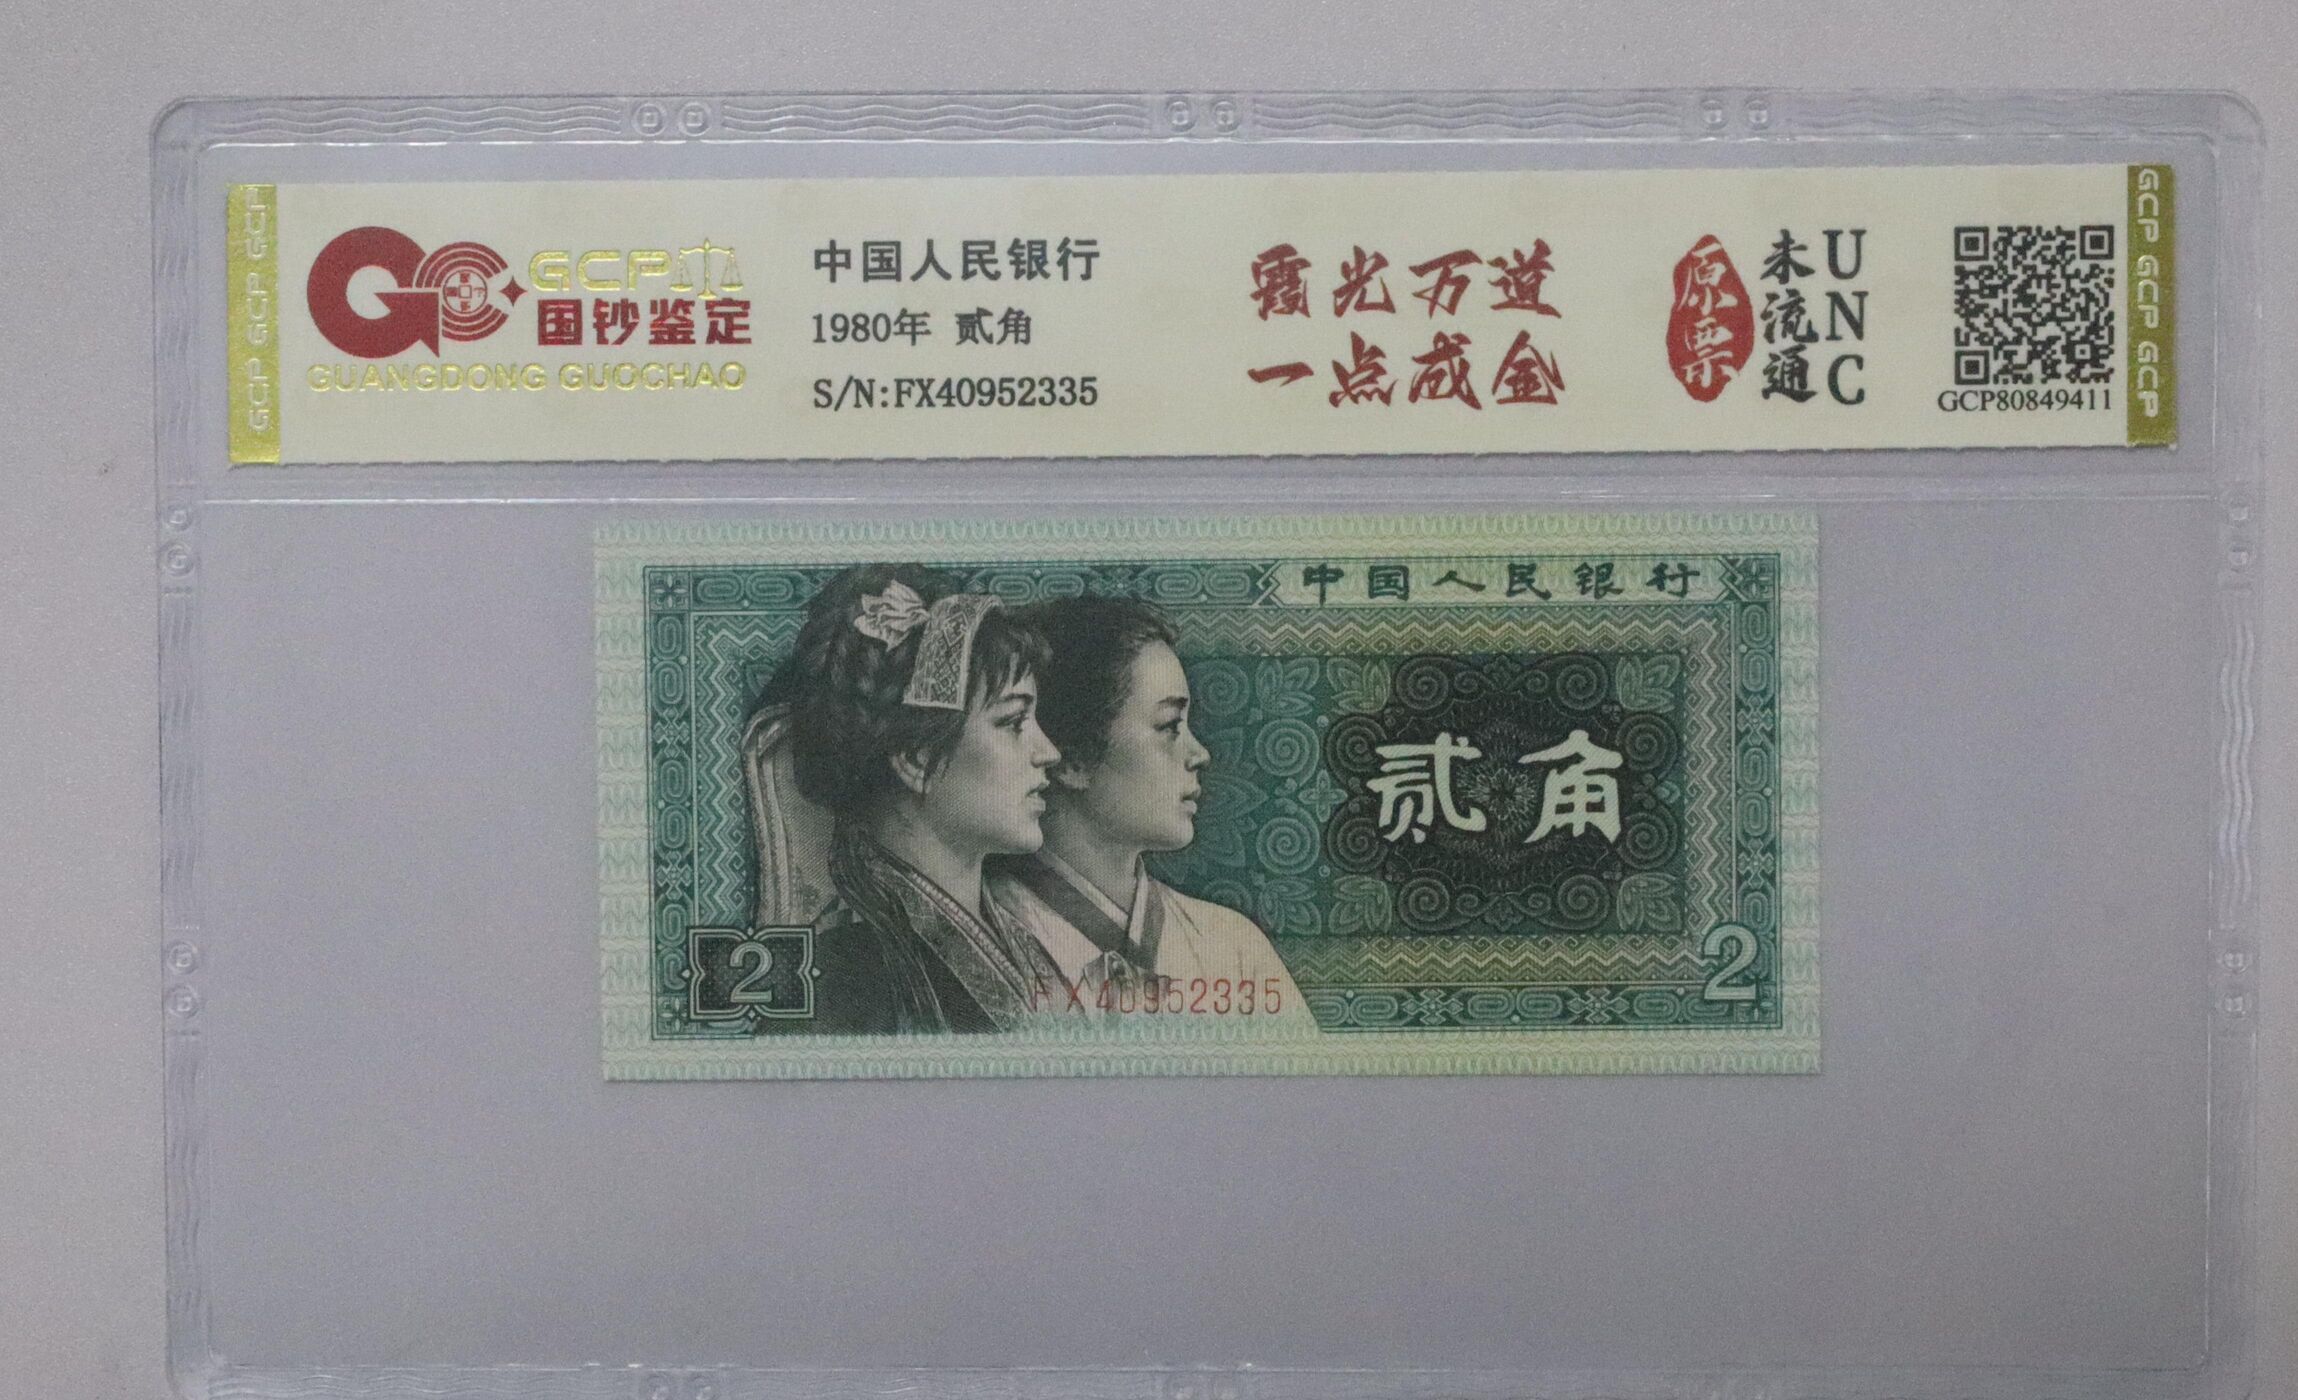 GCP GCP GCP
GCP
国钞鉴定
GUANGDONG GUOCHAO
中国人民银行
1980年 贰角
S/N:FX40952335
霞光万道
一点成金
原票
未流通
UNC
GCP80849411
GCP GCP GCP
中国人民银行
贰角
2
FX40952335
2